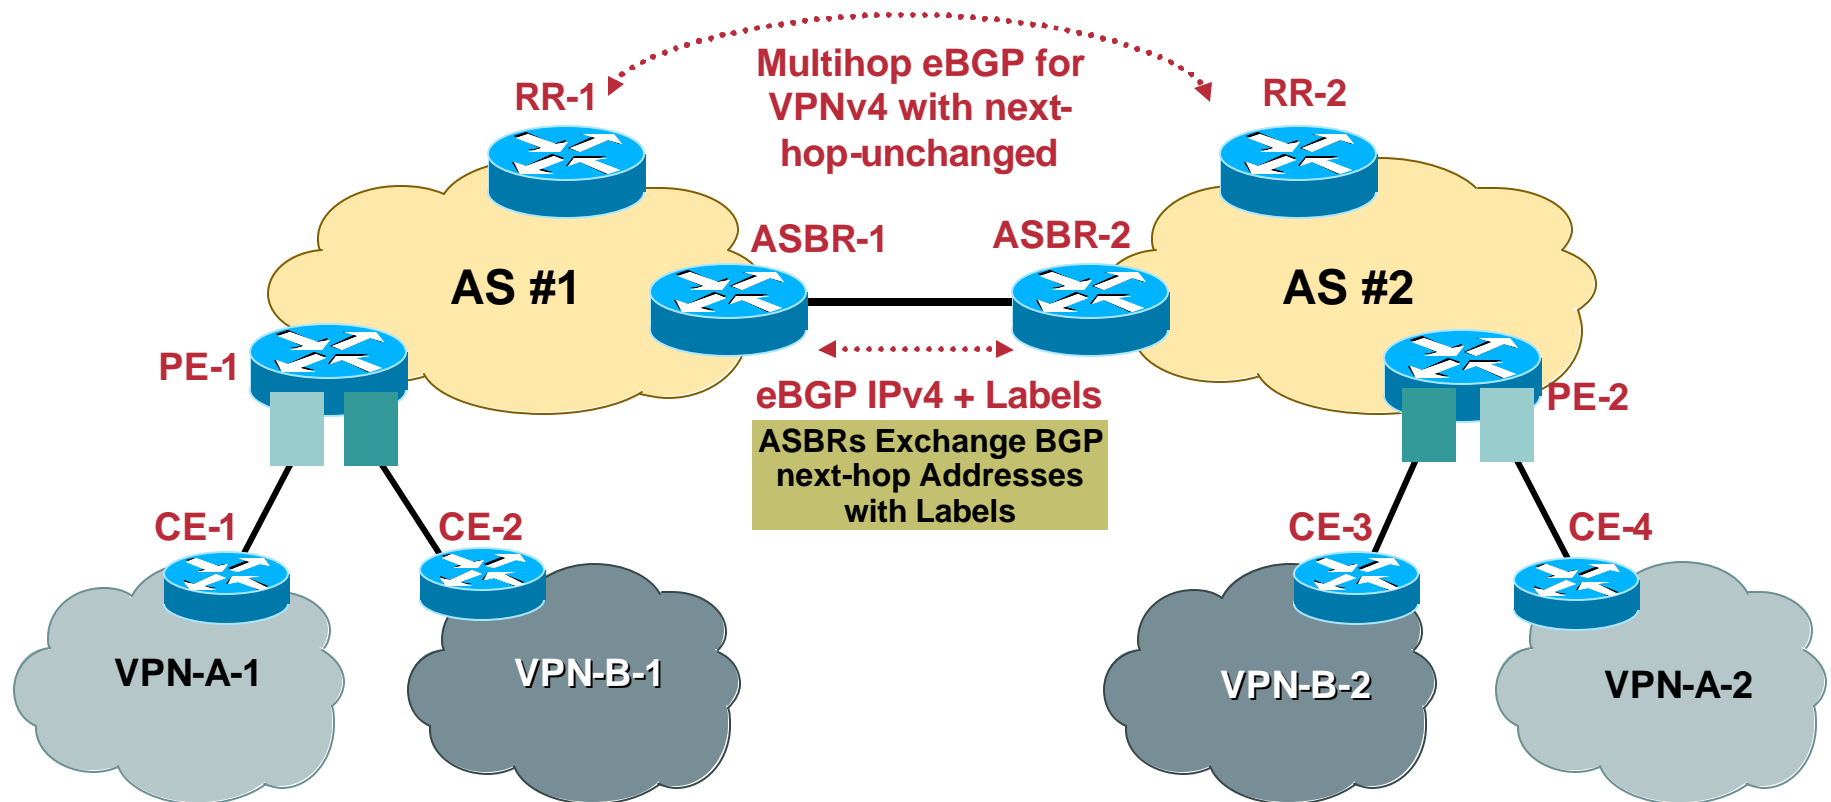 Multihop eBGP for
VPNv4 with next-
hop-unchanged
RR-1
RR-2
ASBR-1
ASBR-2
AS #1
AS #2
PE-1
eBGP IPv4 + Labels
PE-2
ASBRs Exchange BGP
next-hop Addresses
with Labels
CE-1
CE-2
CE-3
CE-4
VPN-A-1
VPN-B-1
VPN-B-2
VPN-A-2